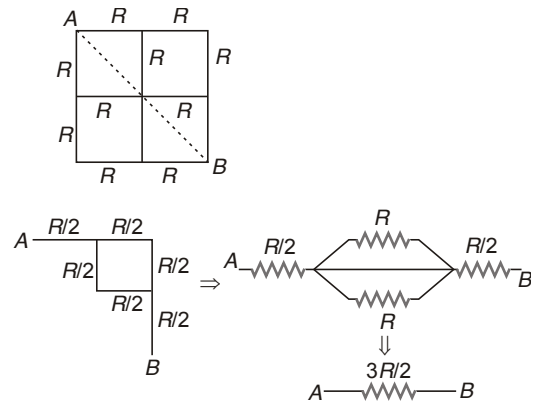 A R R
R R R
R R
R B
R R
A R/2 R/2
R/2 R/2
R/2
R/2
B
⇒
R
A R/2 R/2 B
R
⇓
3R/2
A B